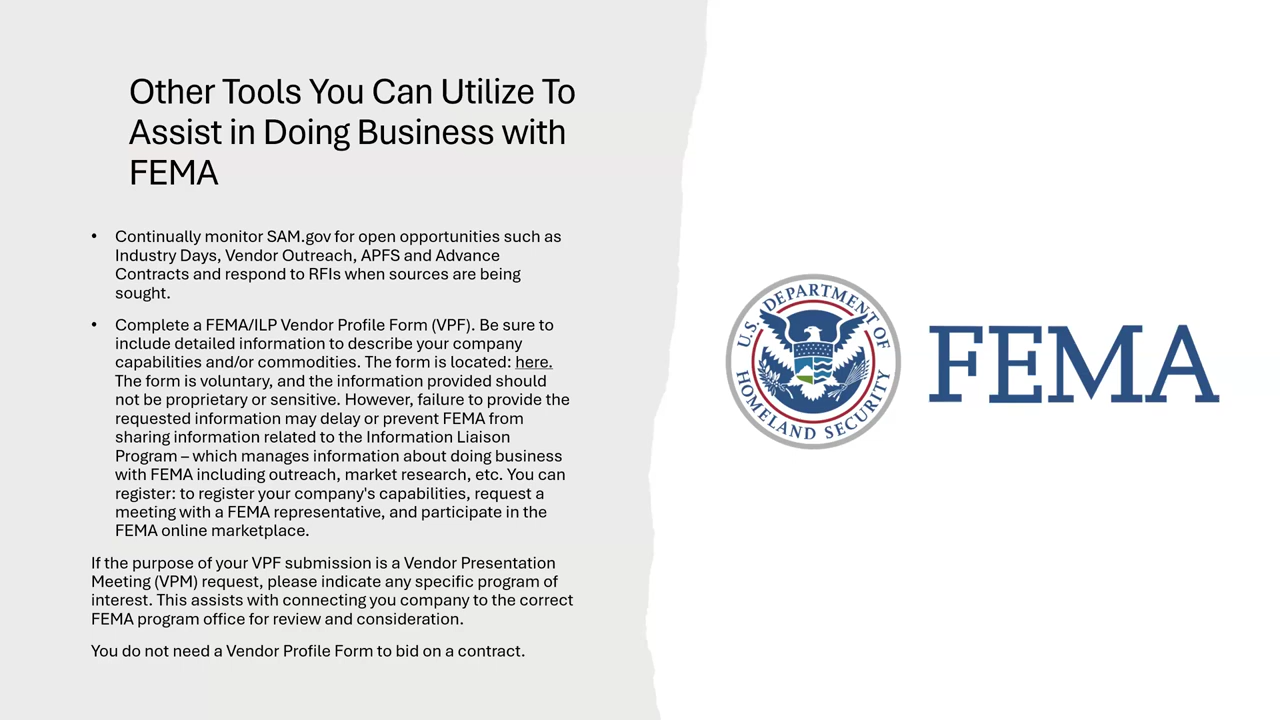 Other Tools You Can Utilize To
Assist in Doing Business with
FEMA
• Continually monitor SAM.gov for open opportunities such as
Industry Days, Vendor Outreach, APFS and Advance
Contracts and respond to RFIs when sources are being
sought.
• Complete a FEMA/ILP Vendor Profile Form (VPF). Be sure to
include detailed information to describe your company
capabilities and/or commodities. The form is located: here.
The form is voluntary, and the information provided should
not be proprietary or sensitive. However, failure to provide the
requested information may delay or prevent FEMA from
sharing information related to the Information Liaison
Program – which manages information about doing business
with FEMA including outreach, market research, etc. You can
register: to register your company's capabilities, request a
meeting with a FEMA representative, and participate in the
FEMA online marketplace.
If the purpose of your VPF submission is a Vendor Presentation
Meeting (VPM) request, please indicate any specific program of
interest. This assists with connecting you company to the correct
FEMA program office for review and consideration.
You do not need a Vendor Profile Form to bid on a contract.
U.S. DEPARTMENT OF
HOMELAND SECURITY
FEMA